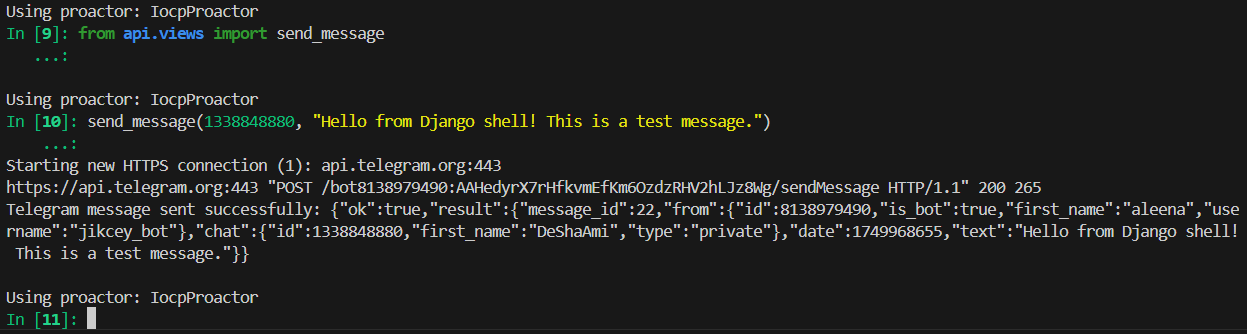 Using proactor: IocpProactor
In [9]: from api.views import send_message
   ...:
Using proactor: IocpProactor
In [10]: send_message(1338848880, "Hello from Django shell! This is a test message.")
    ...:
Starting new HTTPS connection (1): api.telegram.org:443
https://api.telegram.org:443 "POST /bot8138979490:AAHedyrX7rHfkvmEfKm6OzdzRHV2hLJz8Wg/sendMessage HTTP/1.1" 200 265
Telegram message sent successfully: {"ok":true,"result":{"message_id":22,"from":{"id":8138979490,"is_bot":true,"first_name":"aleena","use
rname":"jikcey_bot"},"chat":{"id":1338848880,"first_name":"DeShaAmi","type":"private"},"date":1749968655,"text":"Hello from Django shell!
 This is a test message."}}
Using proactor: IocpProactor
In [11]: